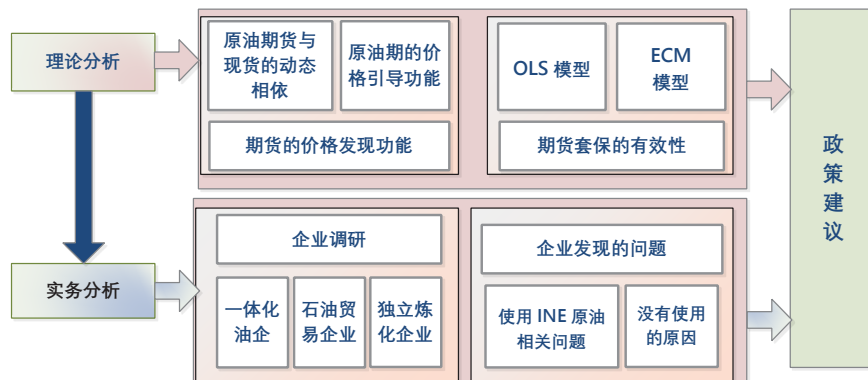 理论分析
原油期货与
现货的动态
相依
原油期的价
格引导功能
期货的价格发现功能
OLS 模型
ECM
模型
期货套保的有效性
实务分析
企业调研
一体化
油企
石油贸
易企业
独立炼
化企业
企业发现的问题
使用 INE 原油
相关问题
没有使用
的原因
政
策
建
议